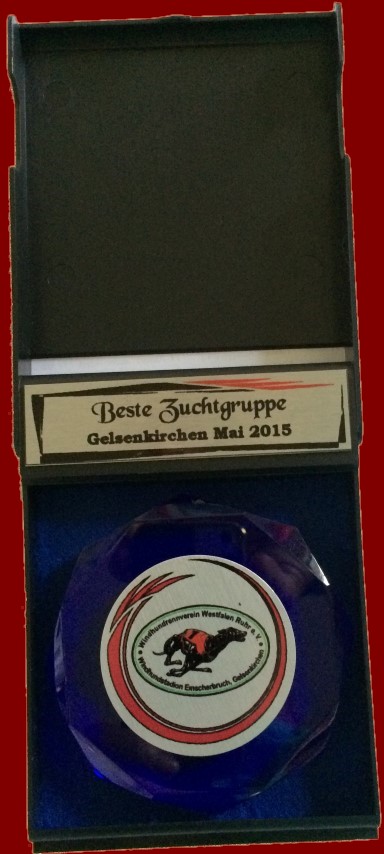 Beste Zuchtgruppe
Gelsenkirchen Mai 2015
Windhundrennverein Westfalen Ruhr e.V.
Windhundstadion Emscherbruch, Gelsenkirchen